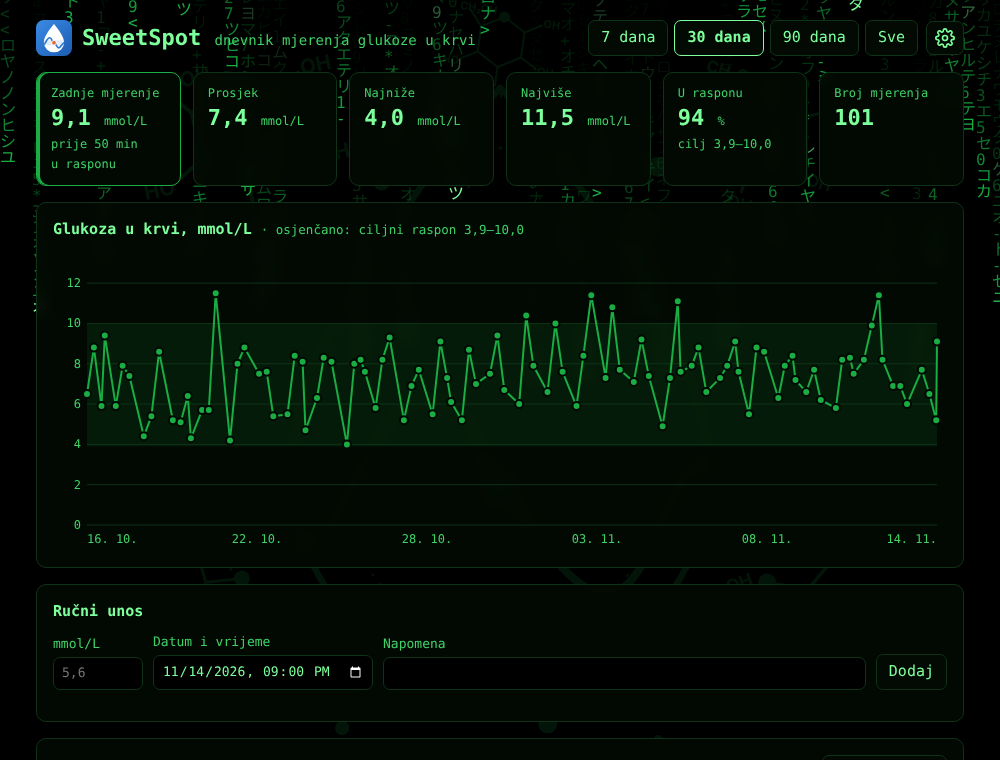 SweetSpot dnevnik mjerenja glukoze u krvi
7 dana 30 dana 90 dana Sve
Zadnje mjerenje
9,1 mmol/L
prije 50 min
u rasponu
Prosjek
7,4 mmol/L
Najniže
4,0 mmol/L
Najviše
11,5 mmol/L
U rasponu
94 %
cilj 3,9–10,0
Broj mjerenja
101
Glukoza u krvi, mmol/L · osjenčano: ciljni raspon 3,9–10,0
12
10
8
6
4
2
0
16. 10. 22. 10. 28. 10. 03. 11. 08. 11. 14. 11.
Ručni unos
mmol/L Datum i vrijeme Napomena
5,6 11/14/2026, 09:00 PM Dodaj